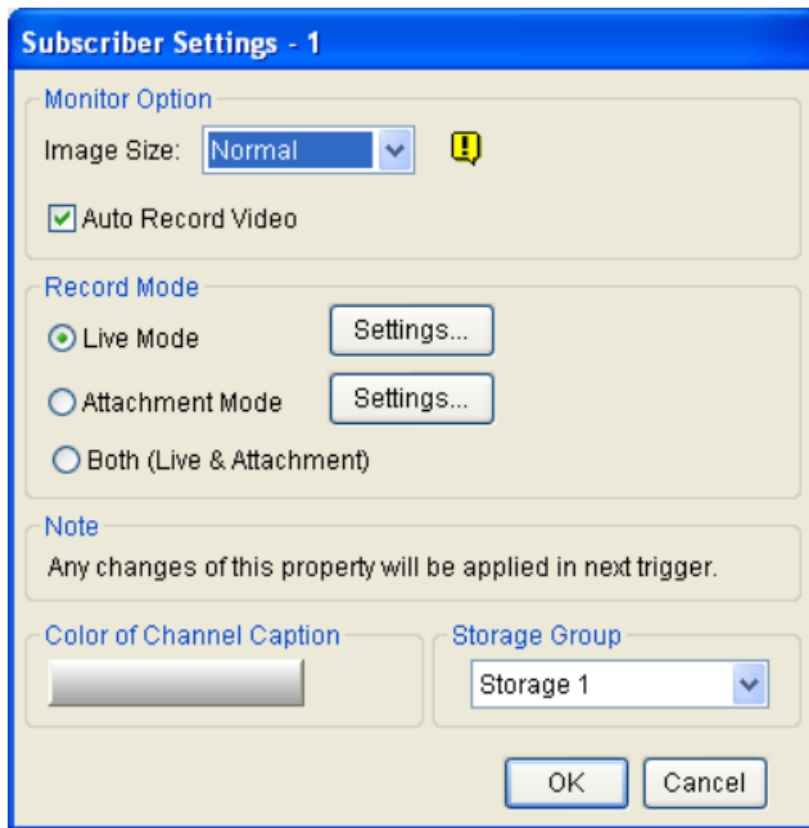 Subscriber Settings - 1
Monitor Option
Image Size: Normal
Auto Record Video
Record Mode
Live Mode Settings...
Attachment Mode Settings...
Both (Live & Attachment)
Note
Any changes of this property will be applied in next trigger.
Color of Channel Caption
Storage Group
Storage 1
OK Cancel